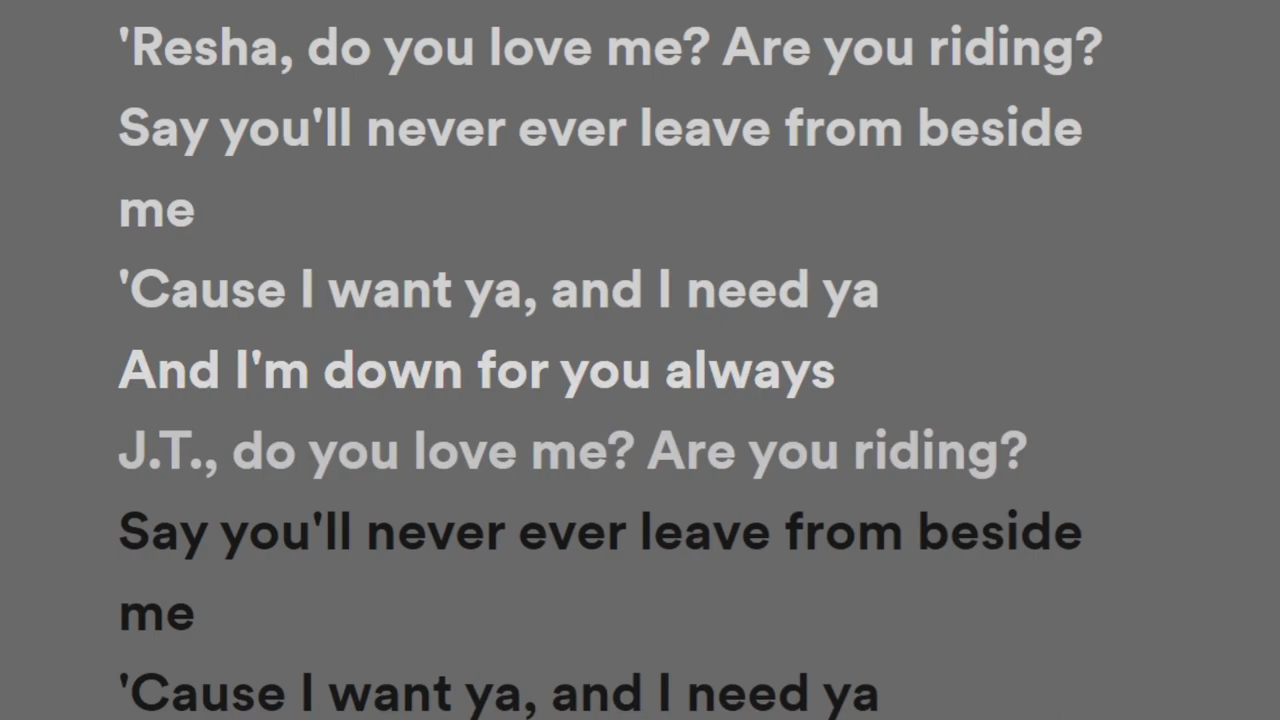 'Resha, do you love me? Are you riding?
Say you'll never ever leave from beside
me
'Cause I want ya, and I need ya
And I'm down for you always
J.T., do you love me? Are you riding?
Say you'll never ever leave from beside
me
'Cause I want ya, and I need ya